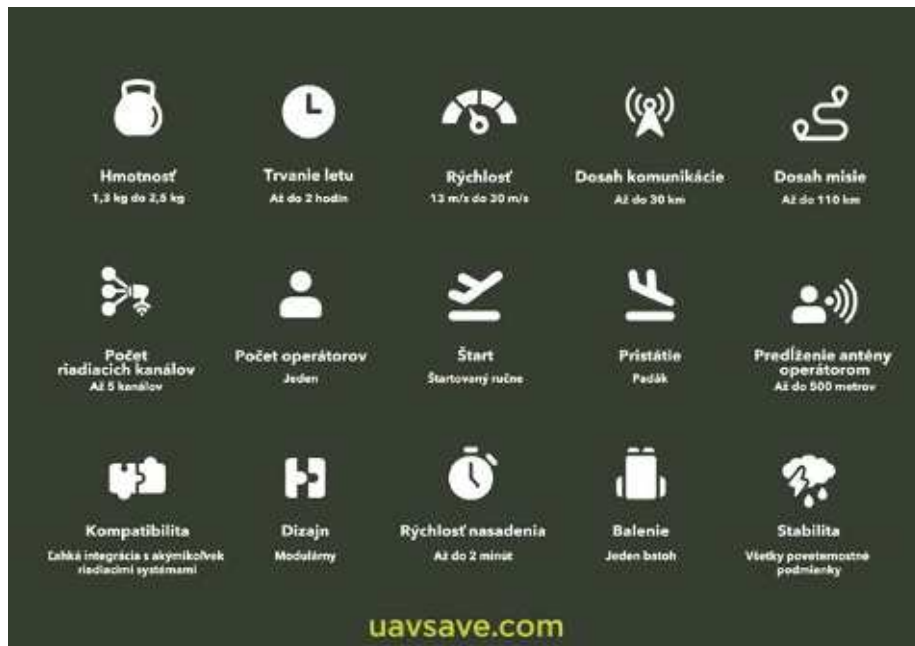 Hmotnosť
1,3 kg do 2,5 kg
Trvanie letu
Až do 2 hodín
Rýchlosť
13 m/s do 30 m/s
Dosah komunikácie
Až do 30 km
Dosah misie
Až do 110 km
Počet
riadiacich kanálov
Až 5 kanálov
Počet operátorov
Jeden
Štart
Štartovaný ručne
Pristátie
Padák
Predĺženie antény
operátorom
Až do 500 metrov
Kompatibilita
Ľahká integrácia s akýmikoľvek
riadiacimi systémami
Dizajn
Modulárny
Rýchlosť nasadenia
Až do 2 minút
Balenie
Jeden batoh
Stabilita
Všetky poveternostné
podmienky
uavsave.com